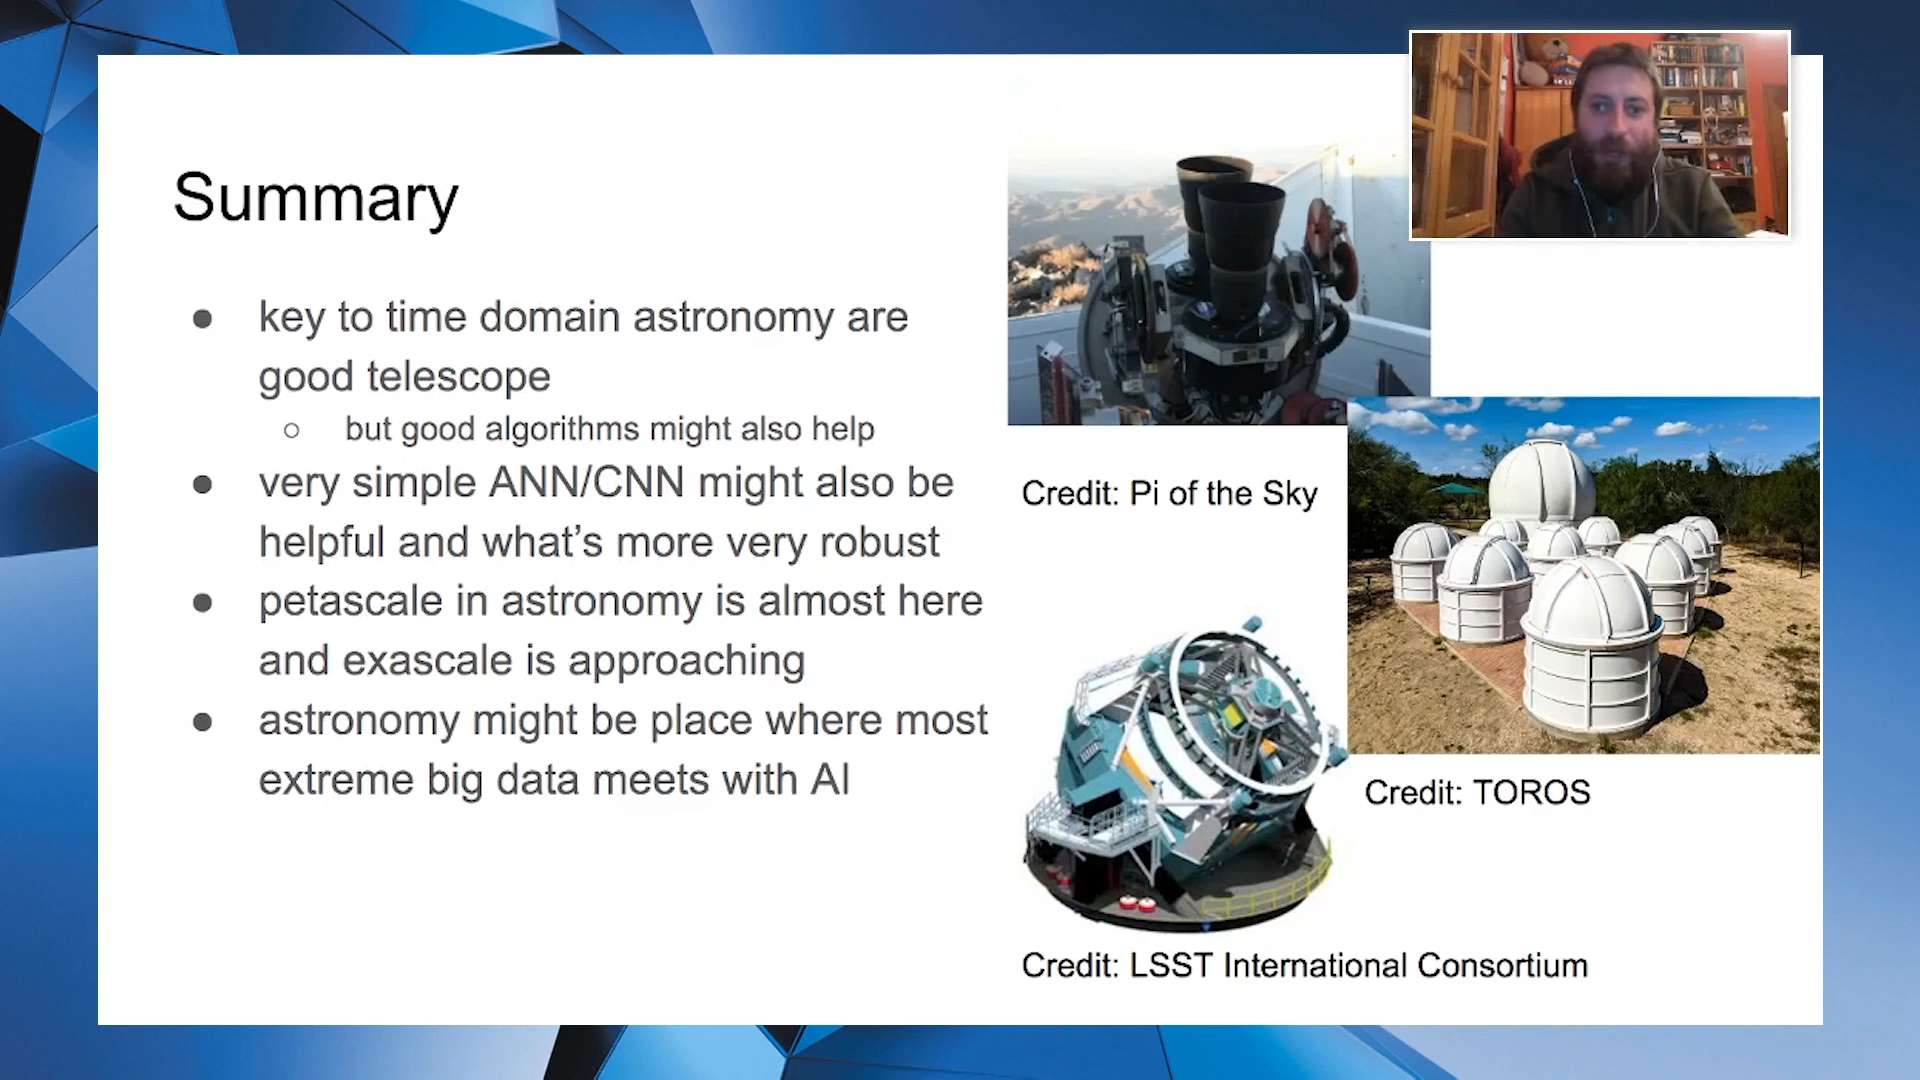 Summary
● key to time domain astronomy are
good telescope
○ but good algorithms might also help
● very simple ANN/CNN might also be
helpful and what’s more very robust
● petascale in astronomy is almost here
and exascale is approaching
● astronomy might be place where most
extreme big data meets with AI
Credit: Pi of the Sky
Credit: TOROS
Credit: LSST International Consortium